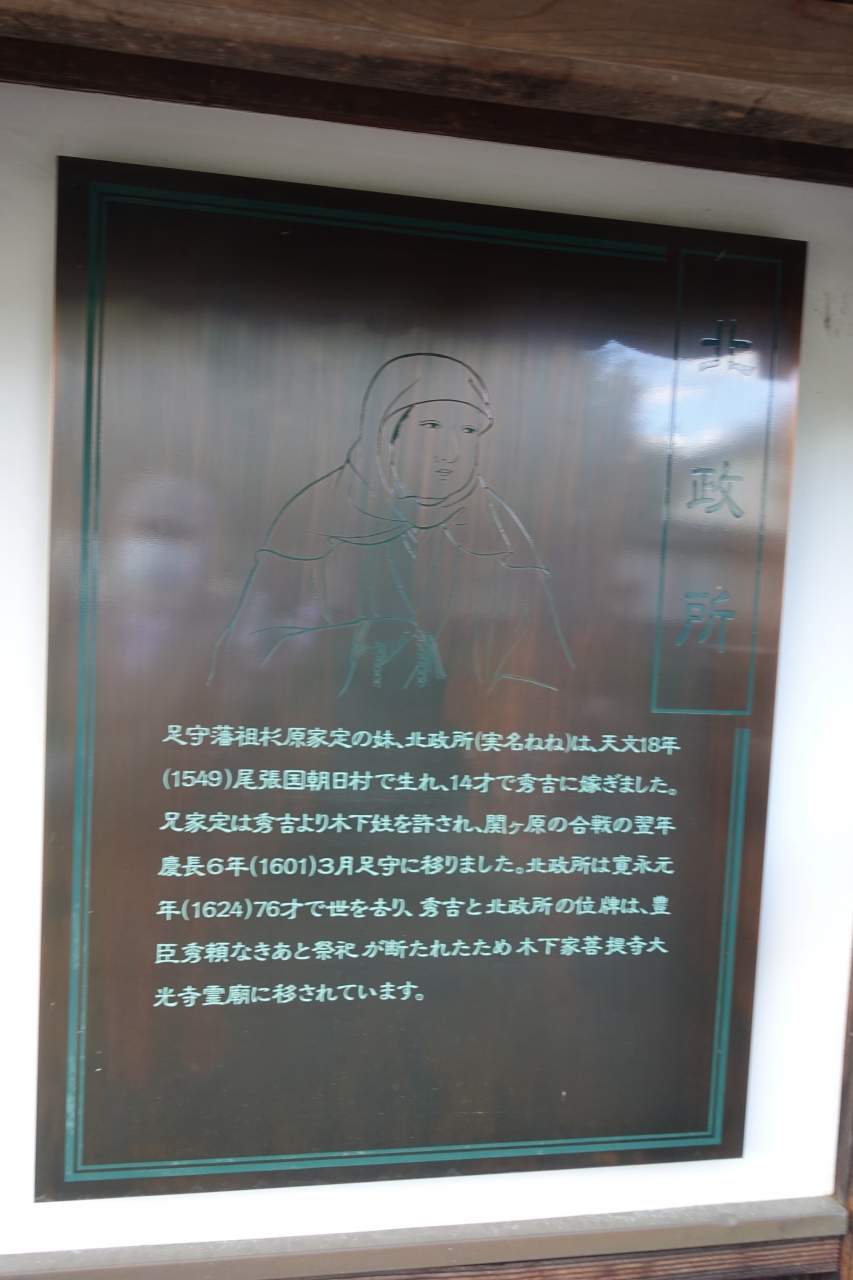 北政所
足守藩祖杉原家定の妹、北政所(実名ねね)は、天文18年
(1549)尾張国朝日村で生れ、14才で秀吉に嫁ぎました。
兄家定は秀吉より木下姓を許され、関ヶ原の合戦の翌年
慶長6年(1601)3月足守に移りました。北政所は寛永元
年(1624)76才で世を去り、秀吉と北政所の位牌は、豊
臣秀頼なきあと祭祀が断たれたため木下家菩提寺大
光寺霊廟に移されています。